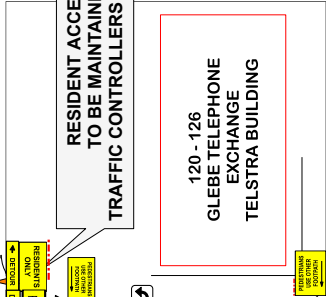 RESIDENT ACCE
TO BE MAINTAIN
TRAFFIC CONTROLLERS
120 - 126
GLEBE TELEPHONE
EXCHANGE
TELSTRA BUILDING
RESIDENTS
ONLY
DETOUR
PEDESTRIANS
USE OTHER
FOOTPATH
PEDESTRIANS
USE OTHER
FOOTPATH